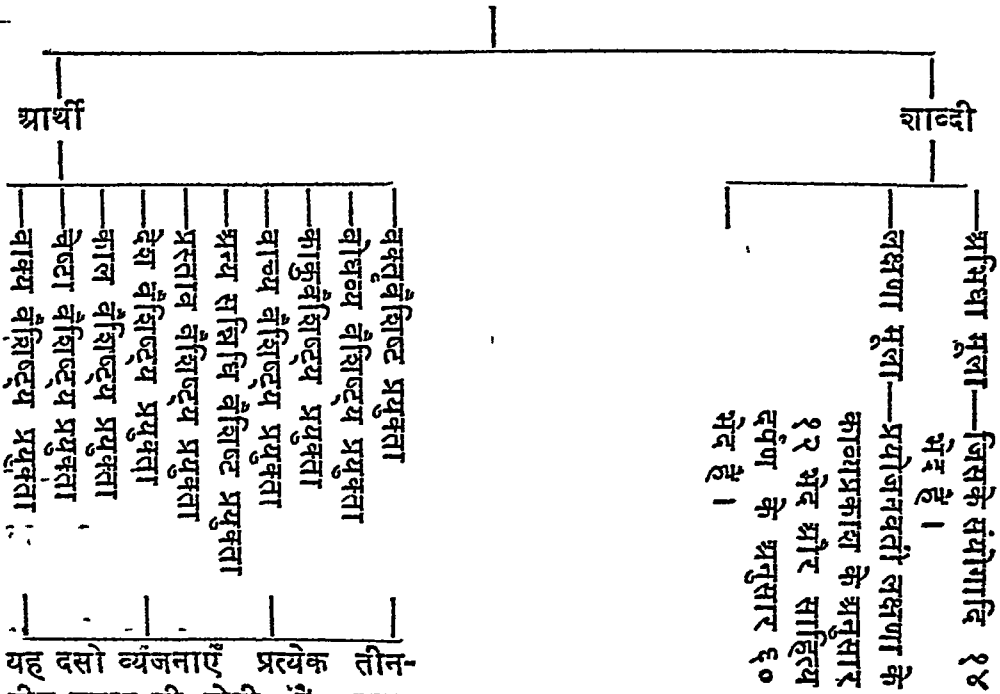 आर्थी
शाब्दी
अभिधा मूला—जिसके संयोगादि १४
भेद हैं ।
लक्षणा मूला—प्रयोजनवती लक्षणा के
काव्यप्रकाश के अनुसार
१२ भेद और साहित्य
दर्पण के अनुसार ६०
भेद हैं ।
वक्तृवैशिष्ट प्रयुक्ता
बोधव्य वैशिष्ट्य प्रयुक्ता
काकुवैशिष्ट्य प्रयुक्ता
वाच्य वैशिष्ट्य प्रयुक्ता
अन्य सन्निधि वैशिष्ट प्रयुक्ता
प्रस्ताव वैशिष्ट्य प्रयुक्ता
देश वैशिष्ट्य प्रयुक्ता
काल वैशिष्ट्य प्रयुक्ता
चेष्टा वैशिष्ट्य प्रयुक्ता
वाक्य वैशिष्ट्य प्रयुक्ता
यह दसो व्यंजनाएँ प्रत्येक तीन-